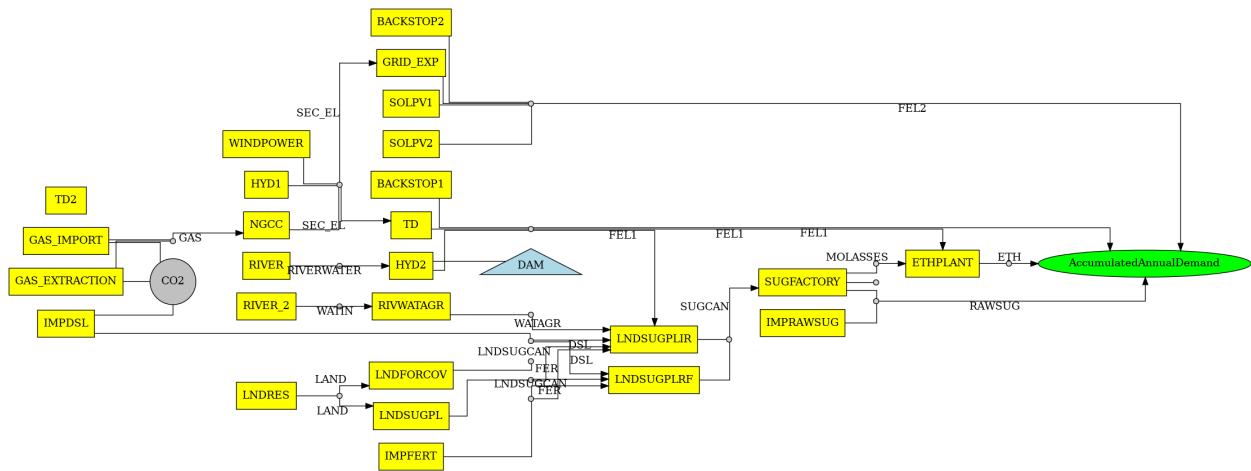 BACKSTOP2
GRID_EXP
SOLPV1
FEL2
SEC_EL
WINDPOWER
SOLPV2
HYD1
BACKSTOP1
TD2
NGCC
SEC_EL
TD
GAS_IMPORT
GAS
FEL1
FEL1
FEL1
RIVER
RIVERWATER
HYD2
DAM
MOLASSES
ETHPLANT
ETH
AccumulatedAnnualDemand
GAS_EXTRACTION
CO2
SUGFACTORY
RIVER_2
WATIN
RIVWATAGR
SUGCAN
RAWSUG
IMPDSL
WATAGR
IMPRAWSUG
LNDSUGPLIR
DSL
LNDSUGCAN
DSL
LNDFORCOV
FER
LAND
LNDSUGCAN
LNDSUGPLRF
LNDRES
FER
LAND
LNDSUGPL
IMPFERT